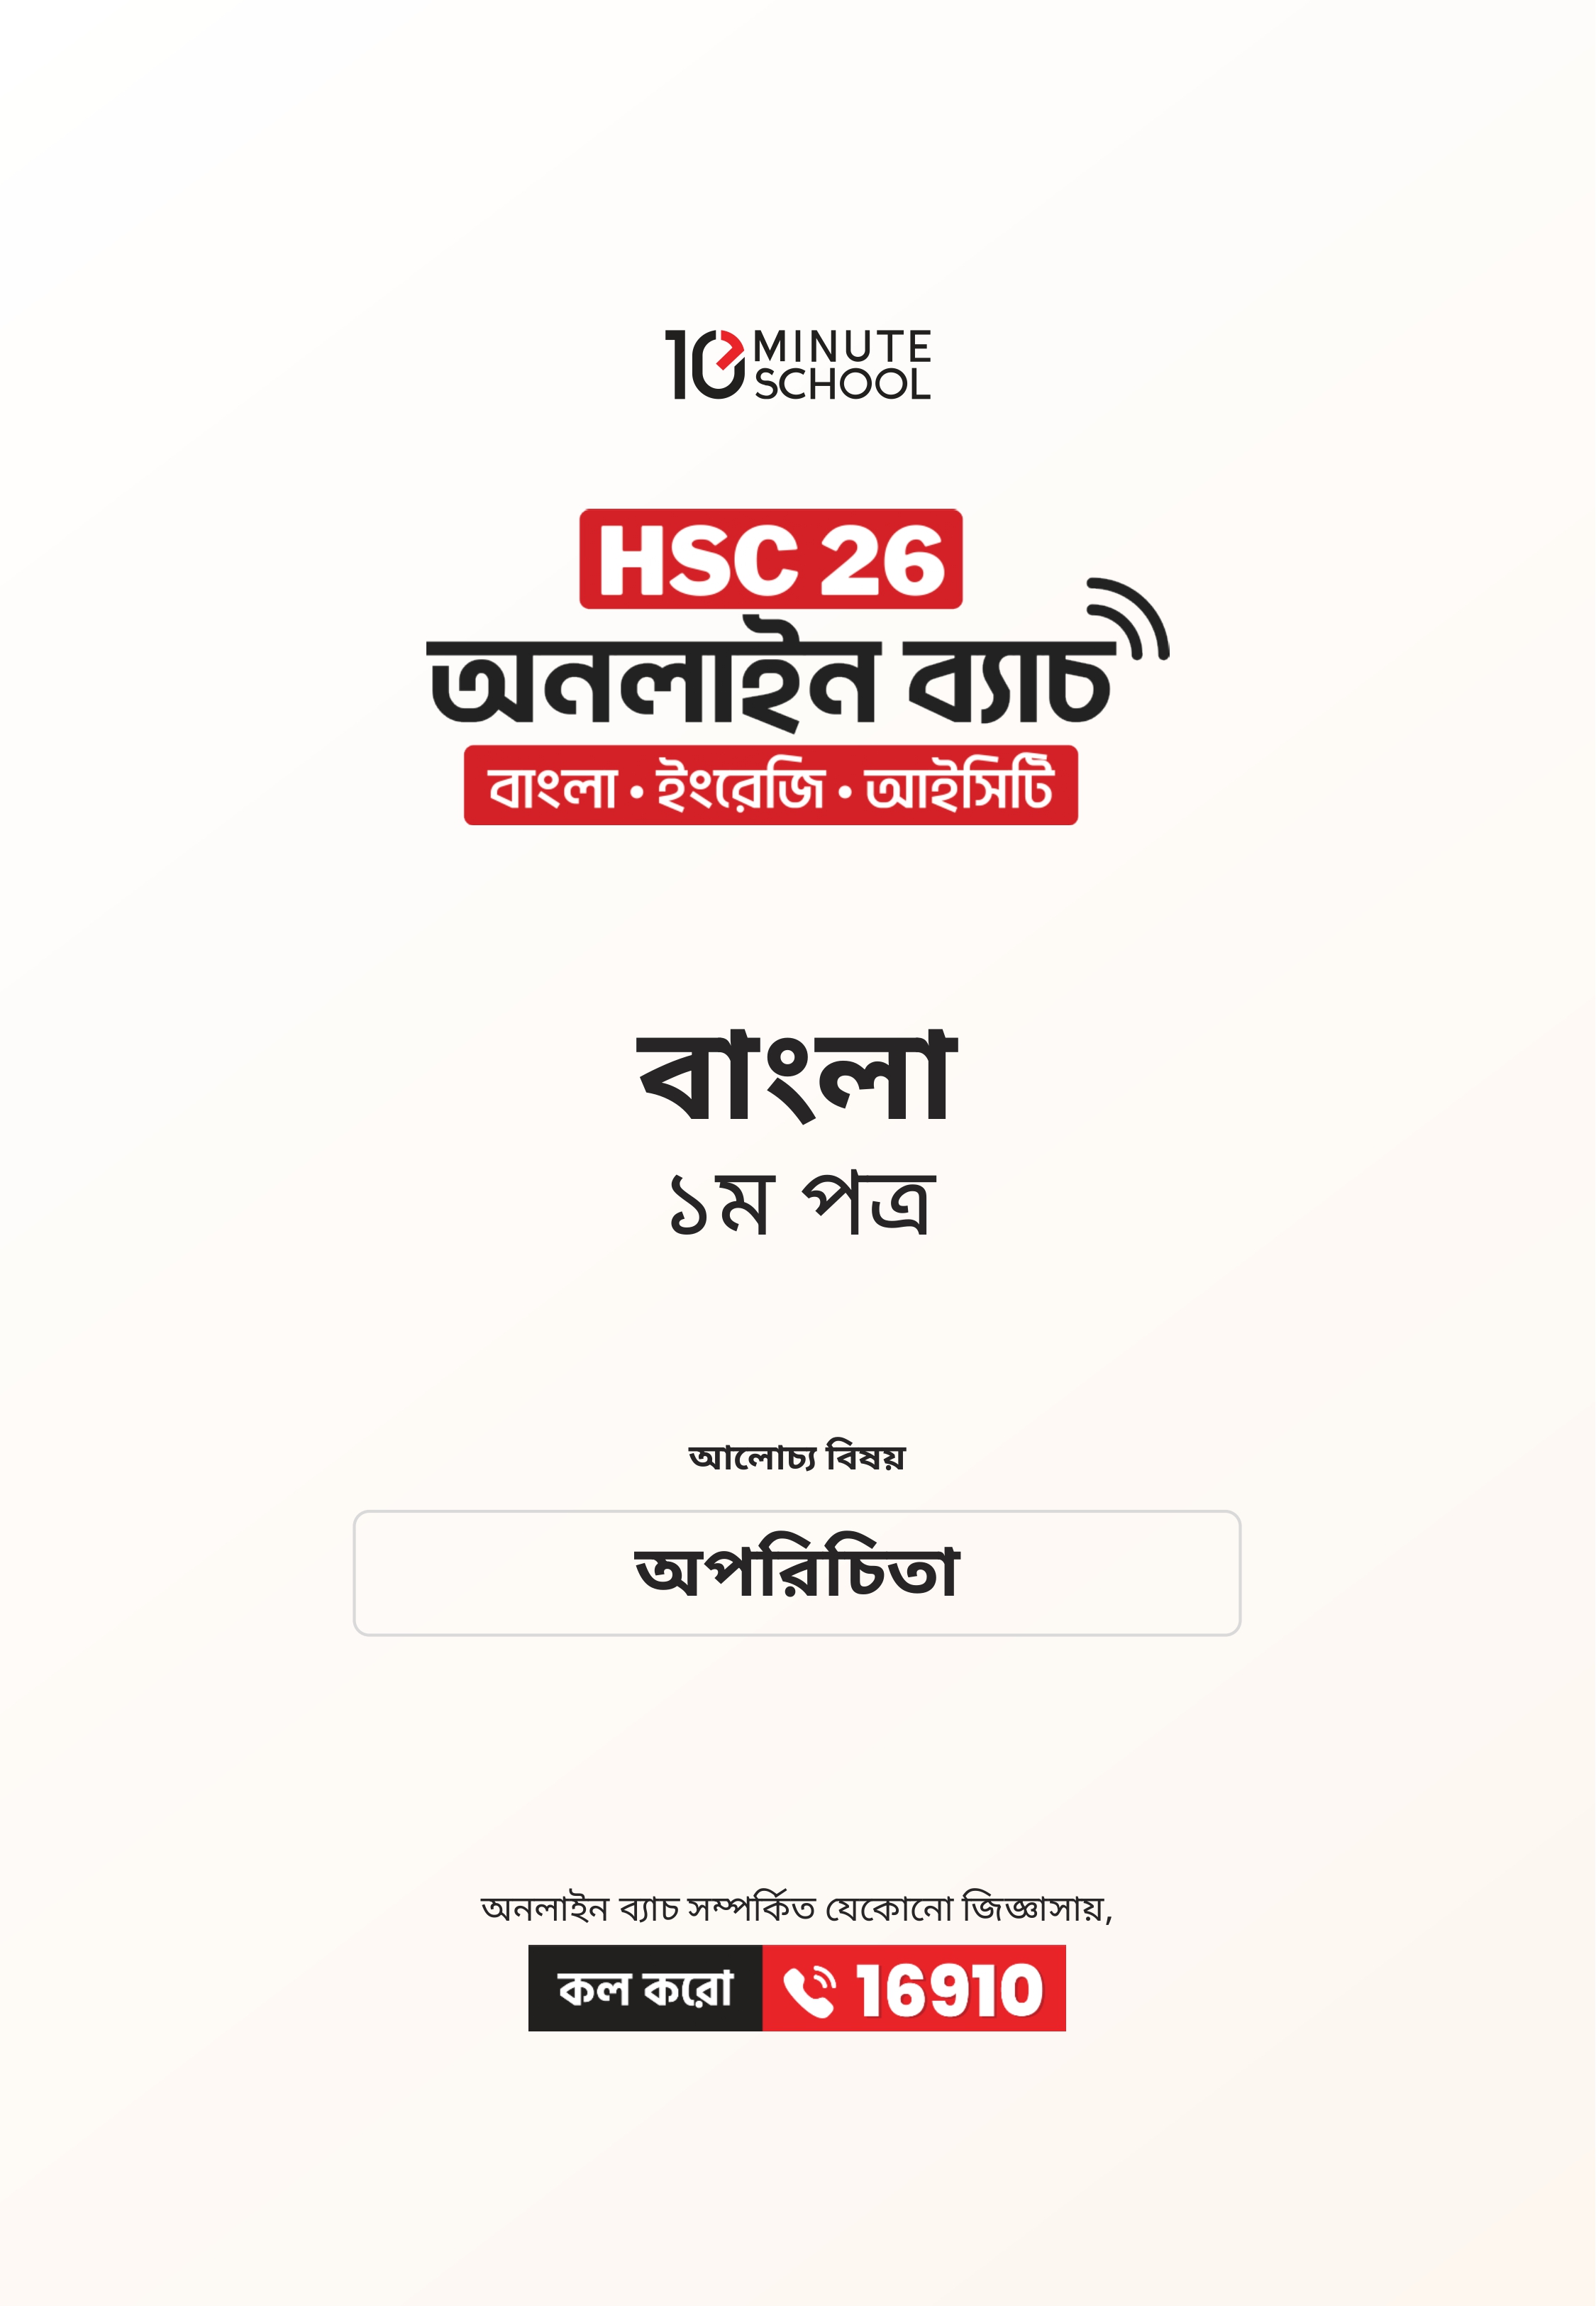 10 MINUTE SCHOOL
HSC 26
অনলাইন ব্যাচ
বাংলা • ইংরেজি • আইসিটি
বাংলা
১ম পত্র
আলোচ্য বিষয়
অপরিচিতা
অনলাইন ব্যাচ সম্পর্কিত যেকোনো জিজ্ঞাসায়,
কল করো 16910